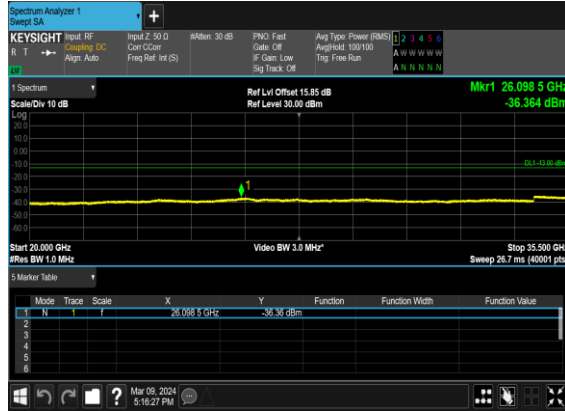 Spectrum Analyzer 1
Swept SA
+
KEYSIGHT Input: RF Input Z: 50 Ω #Atten: 30 dB PNO: Fast Avg Type: Power (RMS) 1 2 3 4 5 6
R T Coupling: DC Corr CCorr Gate: Off Avg|Hold: 100/100 A W W W W W
Align: Auto Freq Ref: Int (S) IF Gain: Low Trig: Free Run
Sig Track: Off A N N N N N
1 Spectrum Ref Lvl Offset 15.85 dB Mkr1 26.098 5 GHz
Scale/Div 10 dB Ref Level 30.00 dBm -36.364 dBm
Log
20.0
10.0
0.00
-10.0 DL1 -13.00 dBm
-20.0
-30.0 1
-40.0
-50.0
-60.0
Start 20.000 GHz Video BW 3.0 MHz* Stop 35.500 GHz
#Res BW 1.0 MHz Sweep 26.7 ms (40001 pts)
5 Marker Table
Mode Trace Scale X Y Function Function Width Function Value
1 N 1 f 26.098 5 GHz -36.36 dBm
2
3
4
5
6
? Mar 09, 2024
5:16:27 PM